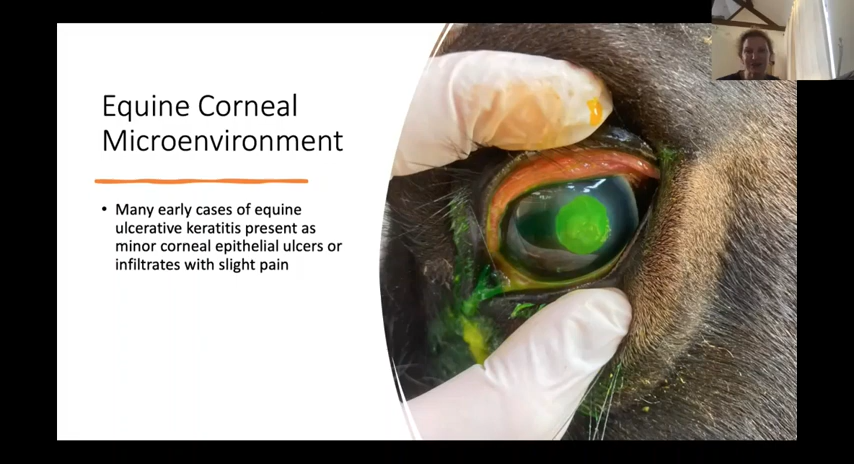 Equine Corneal
Microenvironment
• Many early cases of equine
ulcerative keratitis present as
minor corneal epithelial ulcers or
infiltrates with slight pain